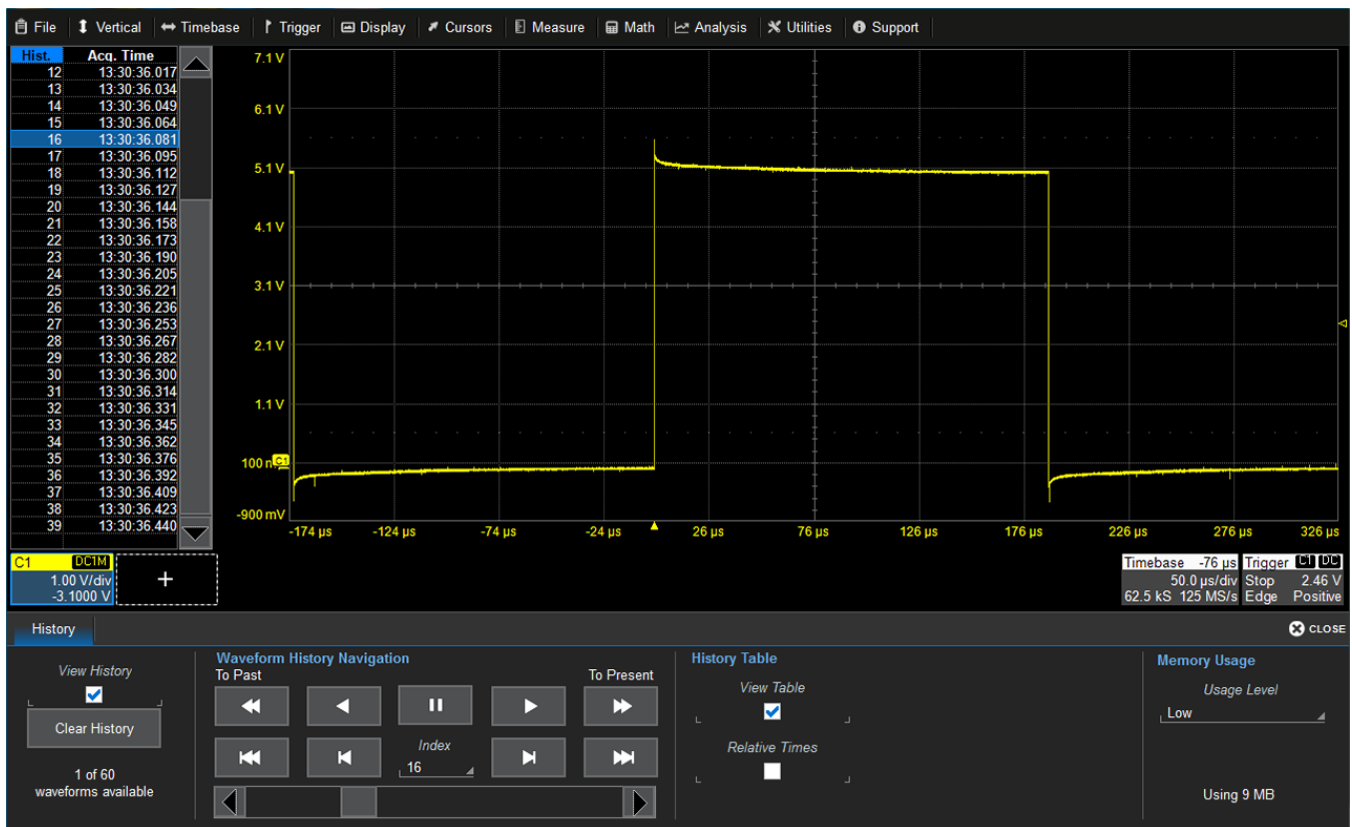 File Vertical Timebase Trigger Display Cursors Measure Math Analysis Utilities Support
Hist. Acq. Time
12 13:30:36.017
13 13:30:36.034
14 13:30:36.049
15 13:30:36.064
16 13:30:36.081
17 13:30:36.095
18 13:30:36.112
19 13:30:36.127
20 13:30:36.144
21 13:30:36.158
22 13:30:36.173
23 13:30:36.190
24 13:30:36.205
25 13:30:36.221
26 13:30:36.236
27 13:30:36.253
28 13:30:36.267
29 13:30:36.282
30 13:30:36.300
31 13:30:36.314
32 13:30:36.331
33 13:30:36.345
34 13:30:36.362
35 13:30:36.376
36 13:30:36.392
37 13:30:36.409
38 13:30:36.423
39 13:30:36.440
7.1 V
6.1 V
5.1 V
4.1 V
3.1 V
2.1 V
1.1 V
100 n C1
-900 mV
-174 µs -124 µs -74 µs -24 µs 26 µs 76 µs 126 µs 176 µs 226 µs 276 µs 326 µs
C1 DC1M
1.00 V/div
-3.1000 V
+
Timebase -76 µs
50.0 µs/div
62.5 kS 125 MS/s
Trigger C1 DC
Stop 2.46 V
Edge Positive
History
CLOSE
View History
Clear History
1 of 60
waveforms available
Waveform History Navigation
To Past To Present
Index
16
History Table
View Table
Relative Times
Memory Usage
Usage Level
Low
Using 9 MB